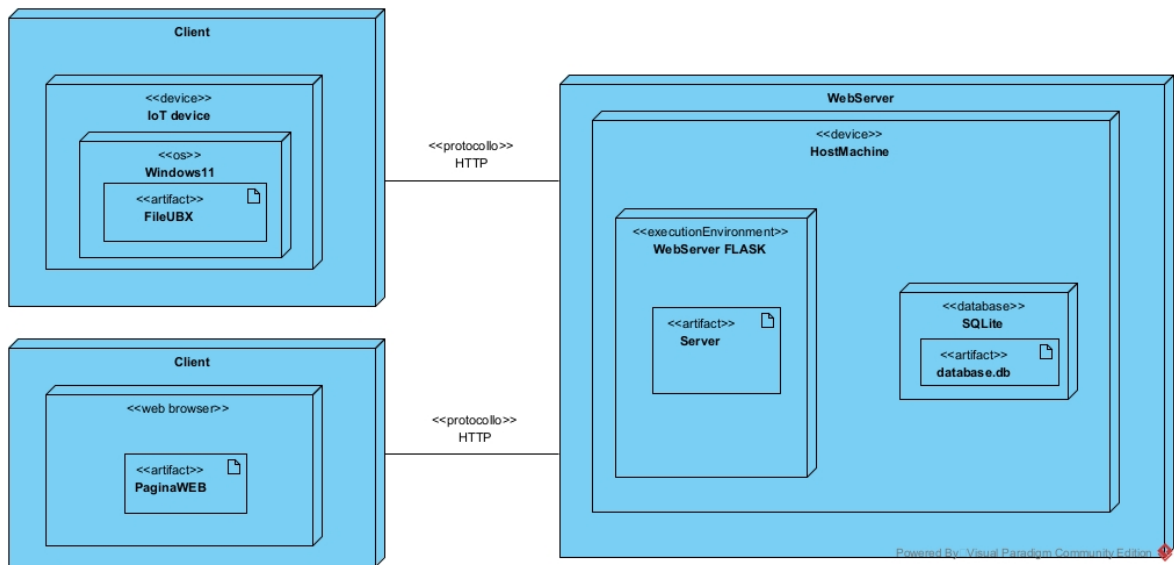 Client
<<device>>
IoT device
<<os>>
Windows11
<<artifact>>
FileUBX
<<protocollo>>
HTTP
Client
<<web browser>>
<<artifact>>
PaginaWEB
<<protocollo>>
HTTP
WebServer
<<device>>
HostMachine
<<executionEnvironment>>
WebServer FLASK
<<artifact>>
Server
<<database>>
SQLite
<<artifact>>
database.db
Powered By: Visual Paradigm Community Edition